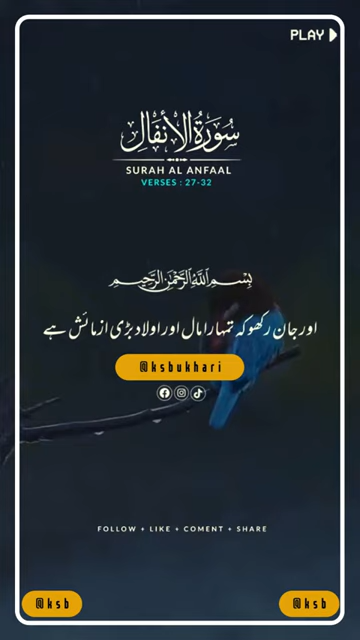 PLAY
سُورَةُ الأَنفَال
SURAH AL ANFAAL
VERSES : 27-32
بِسْمِ اللَّهِ الرَّحْمَٰنِ الرَّحِيمِ
اور جان رکھو کہ تمہارا مال اور اولاد بڑی ازمائش ہے
@ksbukhari
FOLLOW + LIKE + COMENT + SHARE
@ksb
@ksb